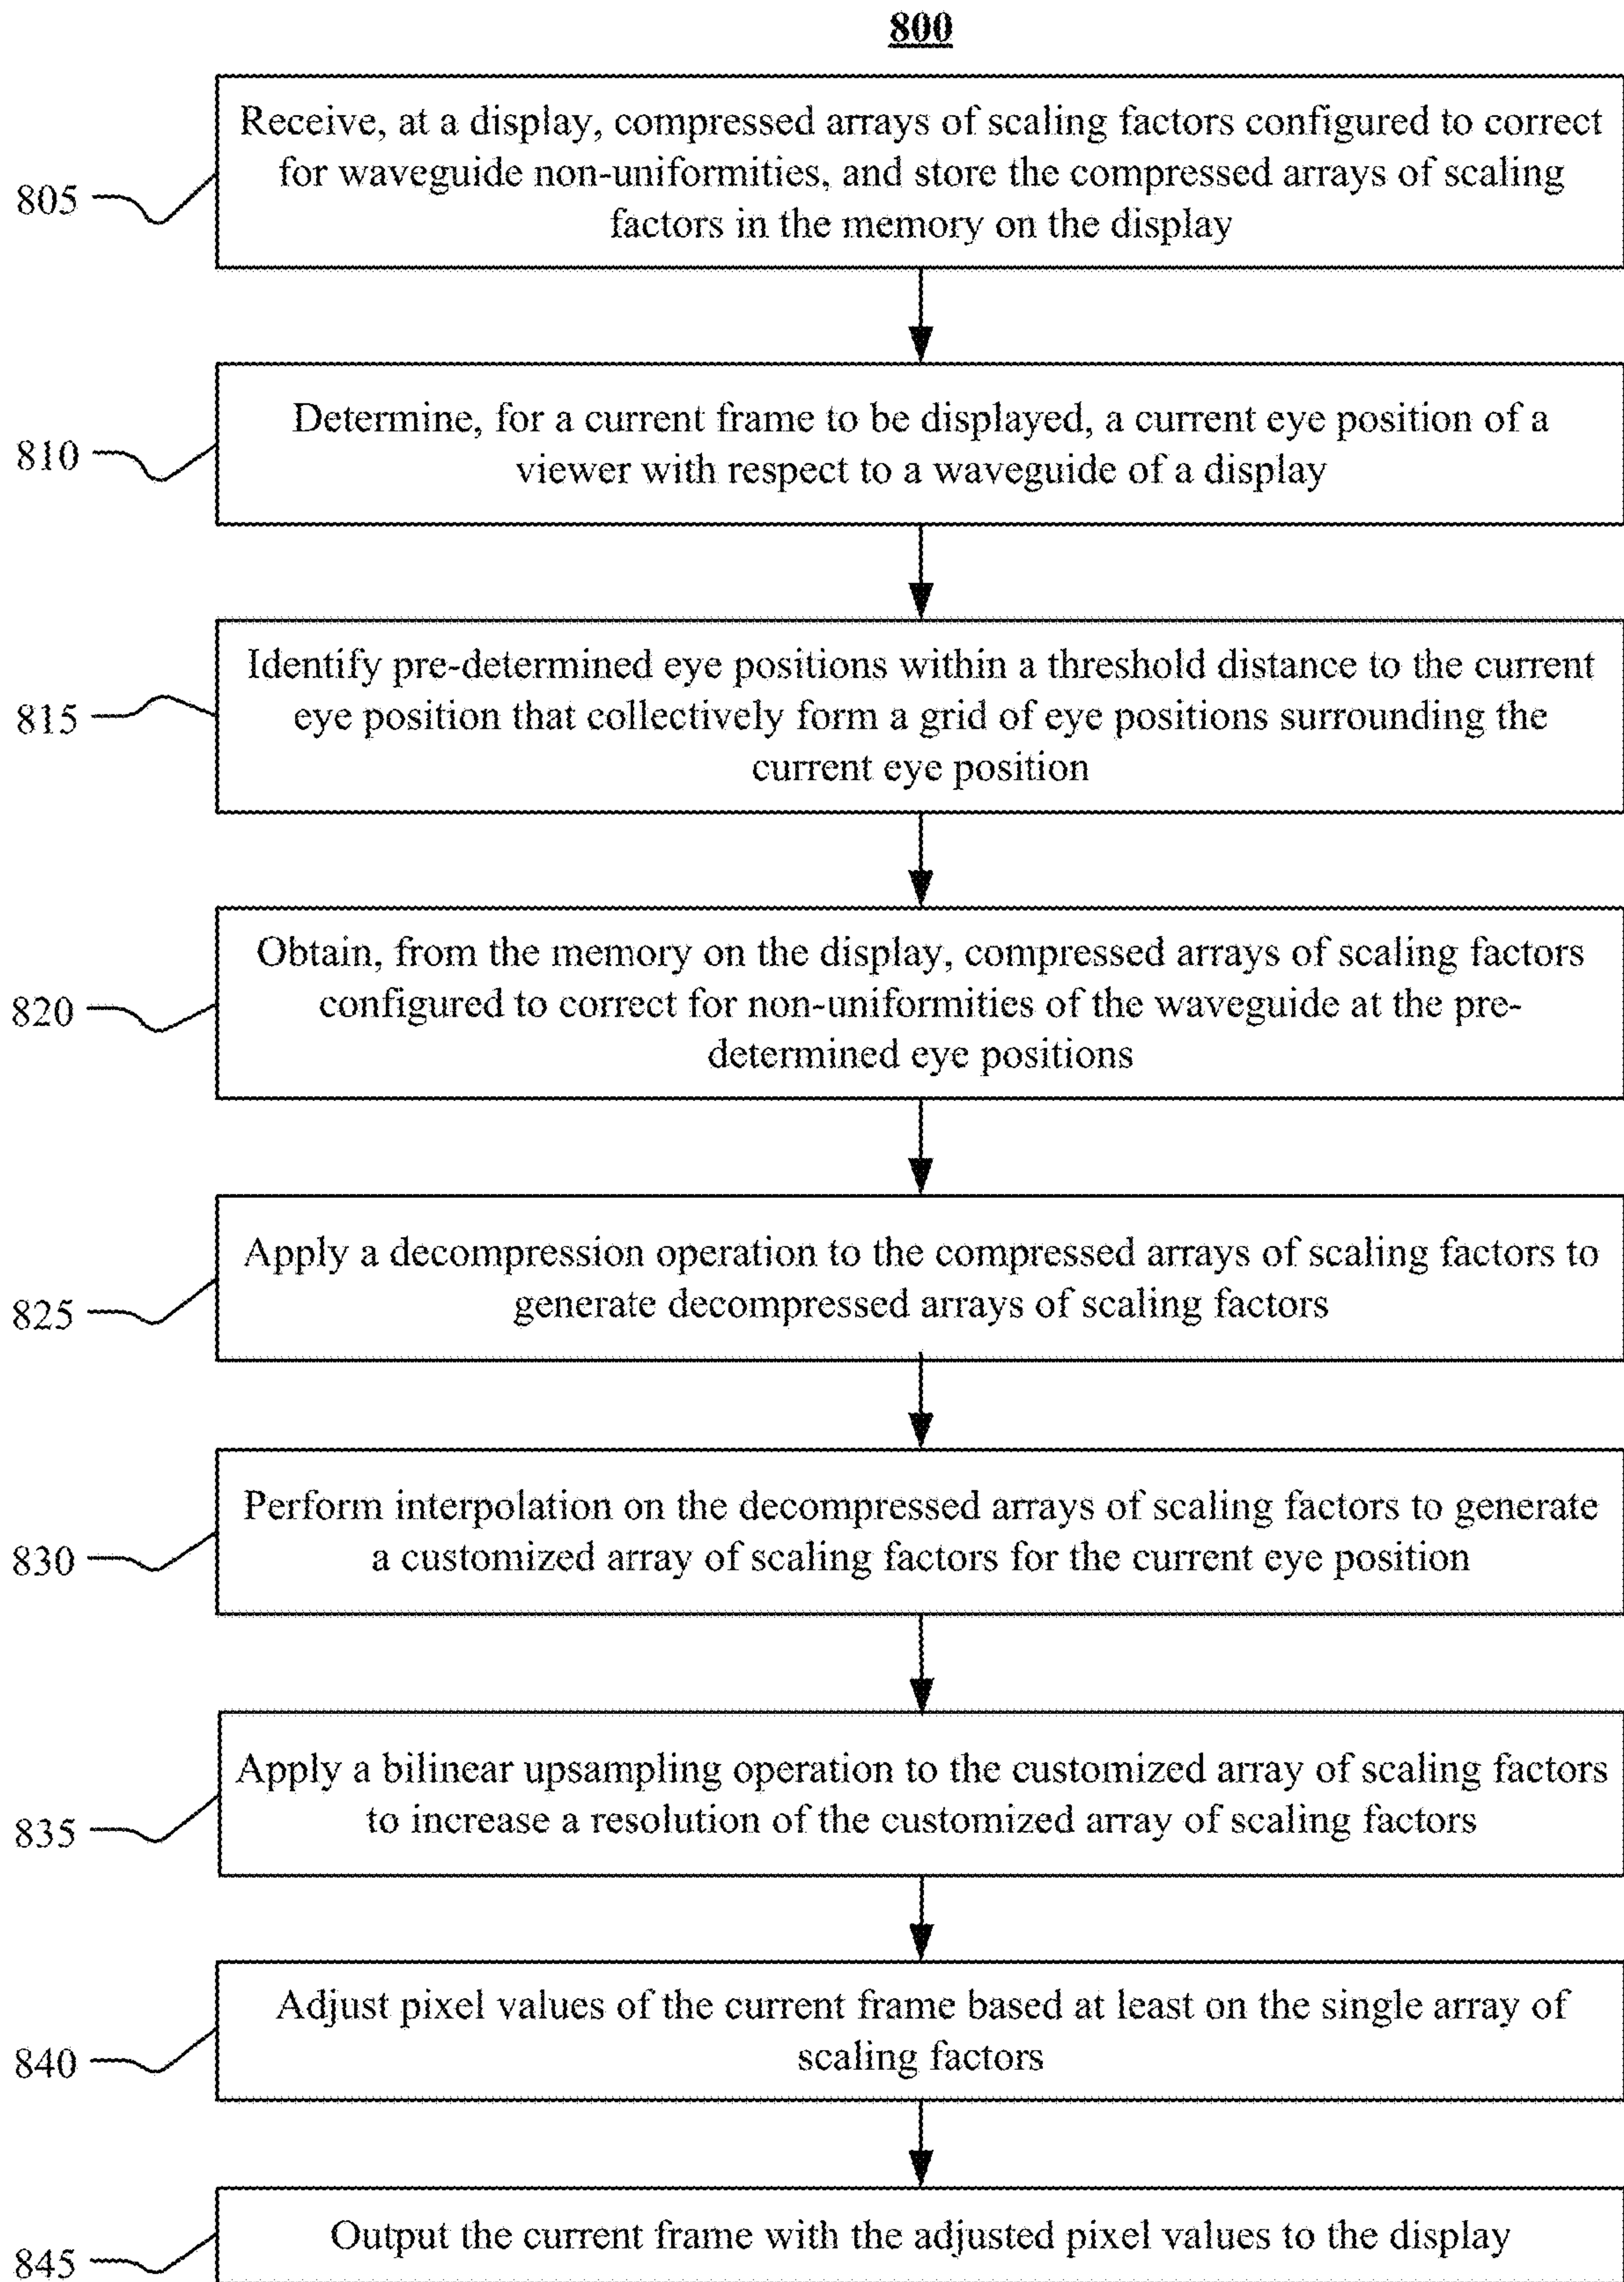 800
Receive, at a display, compressed arrays of scaling factors configured to correct
for waveguide non-uniformities, and store the compressed arrays of scaling
factors in the memory on the display
805
Determine, for a current frame to be displayed, a current eye position of a
viewer with respect to a waveguide of a display
810
Identify pre-determined eye positions within a threshold distance to the current
eye position that collectively form a grid of eye positions surrounding the
current eye position
815
Obtain, from the memory on the display, compressed arrays of scaling factors
configured to correct for non-uniformities of the waveguide at the pre-
determined eye positions
820
Apply a decompression operation to the compressed arrays of scaling factors to
generate decompressed arrays of scaling factors
825
Perform interpolation on the decompressed arrays of scaling factors to generate
a customized array of scaling factors for the current eye position
830
Apply a bilinear upsampling operation to the customized array of scaling factors
to increase a resolution of the customized array of scaling factors
835
Adjust pixel values of the current frame based at least on the single array of
scaling factors
840
Output the current frame with the adjusted pixel values to the display
845